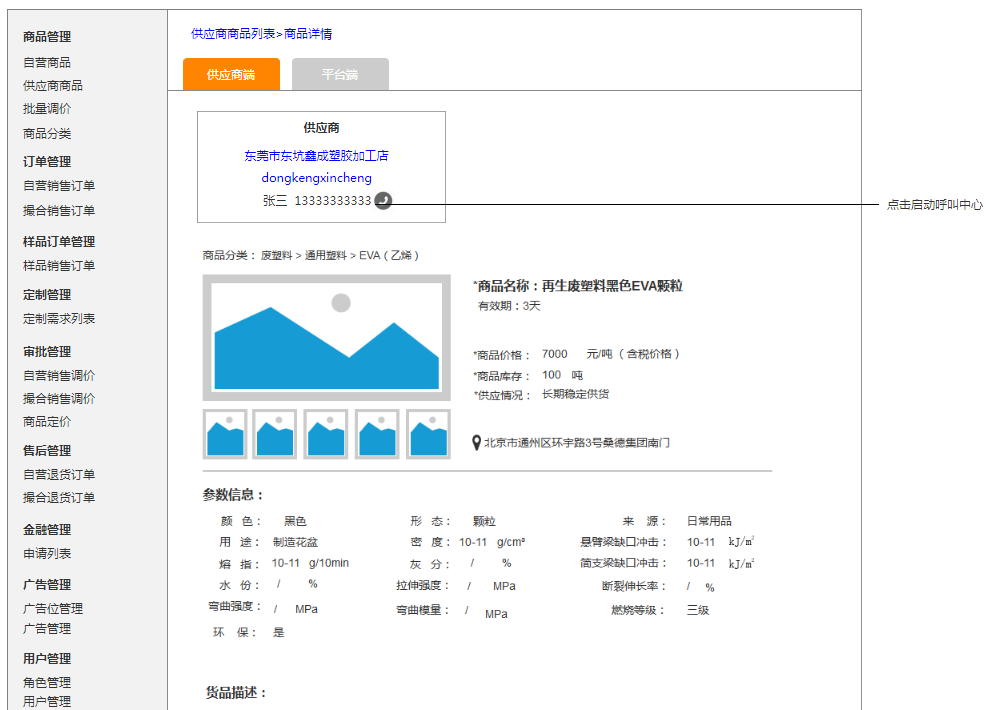 商品管理
自营商品
供应商商品
批量调价
商品分类
订单管理
自营销售订单
撮合销售订单
样品订单管理
样品销售订单
定制管理
定制需求列表
审批管理
自营销售调价
撮合销售调价
商品定价
售后管理
自营退货订单
撮合退货订单
金融管理
申请列表
广告管理
广告位管理
广告管理
用户管理
角色管理
用户管理
供应商商品列表>商品详情
供应商端 平台端
供应商
东莞市东坑鑫成塑胶加工店
dongkengxincheng
张三 13333333333
点击启动呼叫中心
商品分类： 废塑料 > 通用塑料 > EVA（乙烯）
*商品名称：再生废塑料黑色EVA颗粒
有效期：3天
*商品价格： 7000 元/吨（含税价格）
*商品库存： 100 吨
*供应情况： 长期稳定供货
北京市通州区环宇路3号桑德集团南门
参数信息：
颜 色： 黑色 形 态： 颗粒 来 源： 日常用品
用 途： 制造花盆 密 度： 10-11 g/cm³ 悬臂梁缺口冲击： 10-11 kJ/m²
熔 指： 10-11 g/10min 灰 分： / % 简支梁缺口冲击： 10-11 kJ/m²
水 份： / % 拉伸强度： / MPa 断裂伸长率： / %
弯曲强度： / MPa 弯曲模量： / MPa 燃烧等级： 三级
环 保： 是
货品描述：